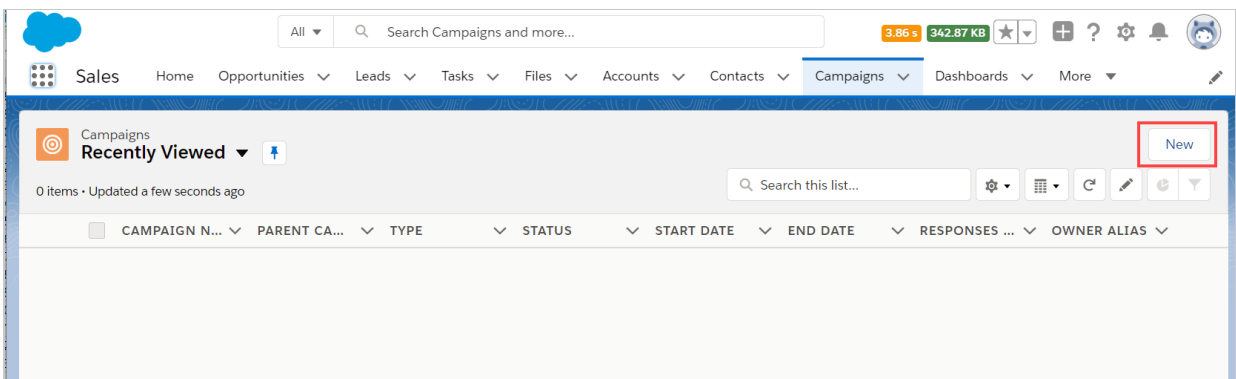 All Search Campaigns and more... 3.86 s 342.87 KB
Sales Home Opportunities Leads Tasks Files Accounts Contacts Campaigns Dashboards More
Campaigns
Recently Viewed
New
0 items • Updated a few seconds ago
Search this list...
CAMPAIGN N... PARENT CA... TYPE STATUS START DATE END DATE RESPONSES ... OWNER ALIAS